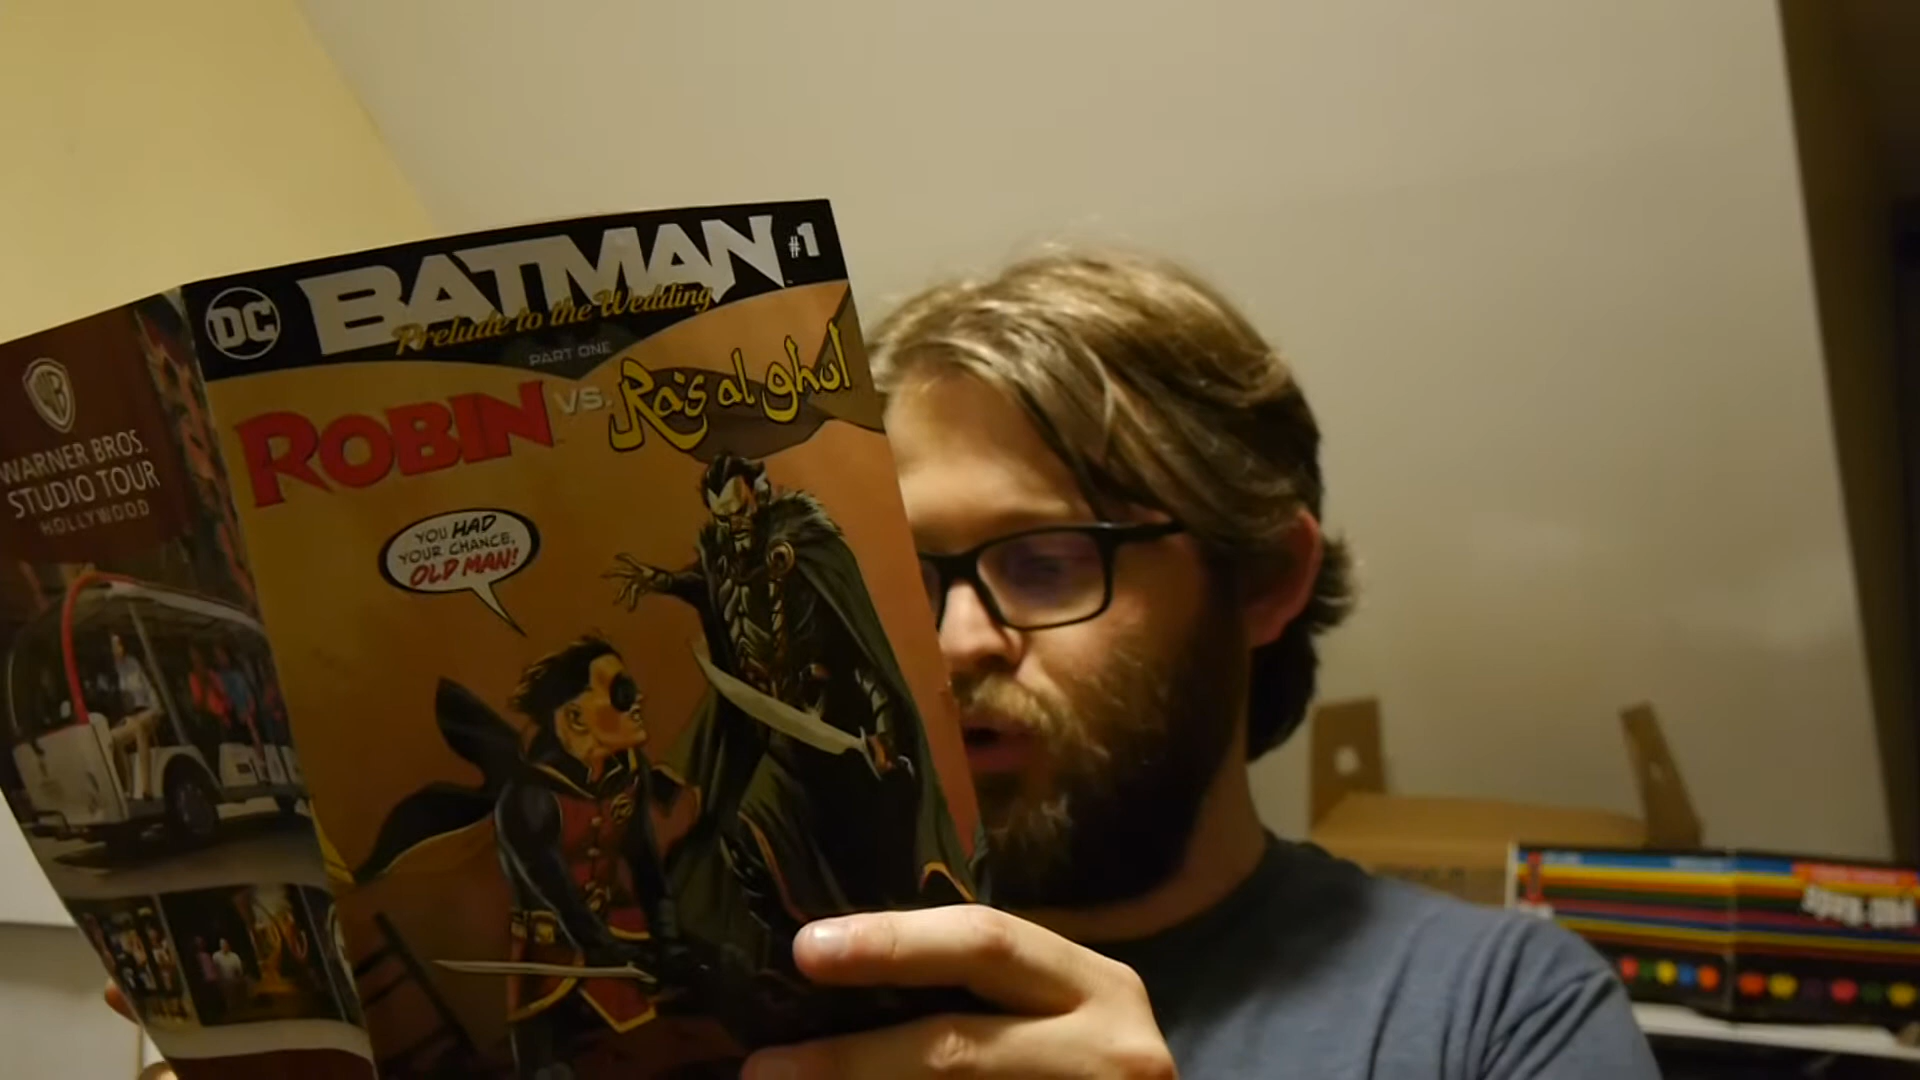 WB
WARNER BROS.
STUDIO TOUR
HOLLYWOOD
DC
BATMAN
#1
Prelude to the Wedding
PART ONE
ROBIN VS. Ra's al ghul
YOU HAD
YOUR CHANCE,
OLD MAN!